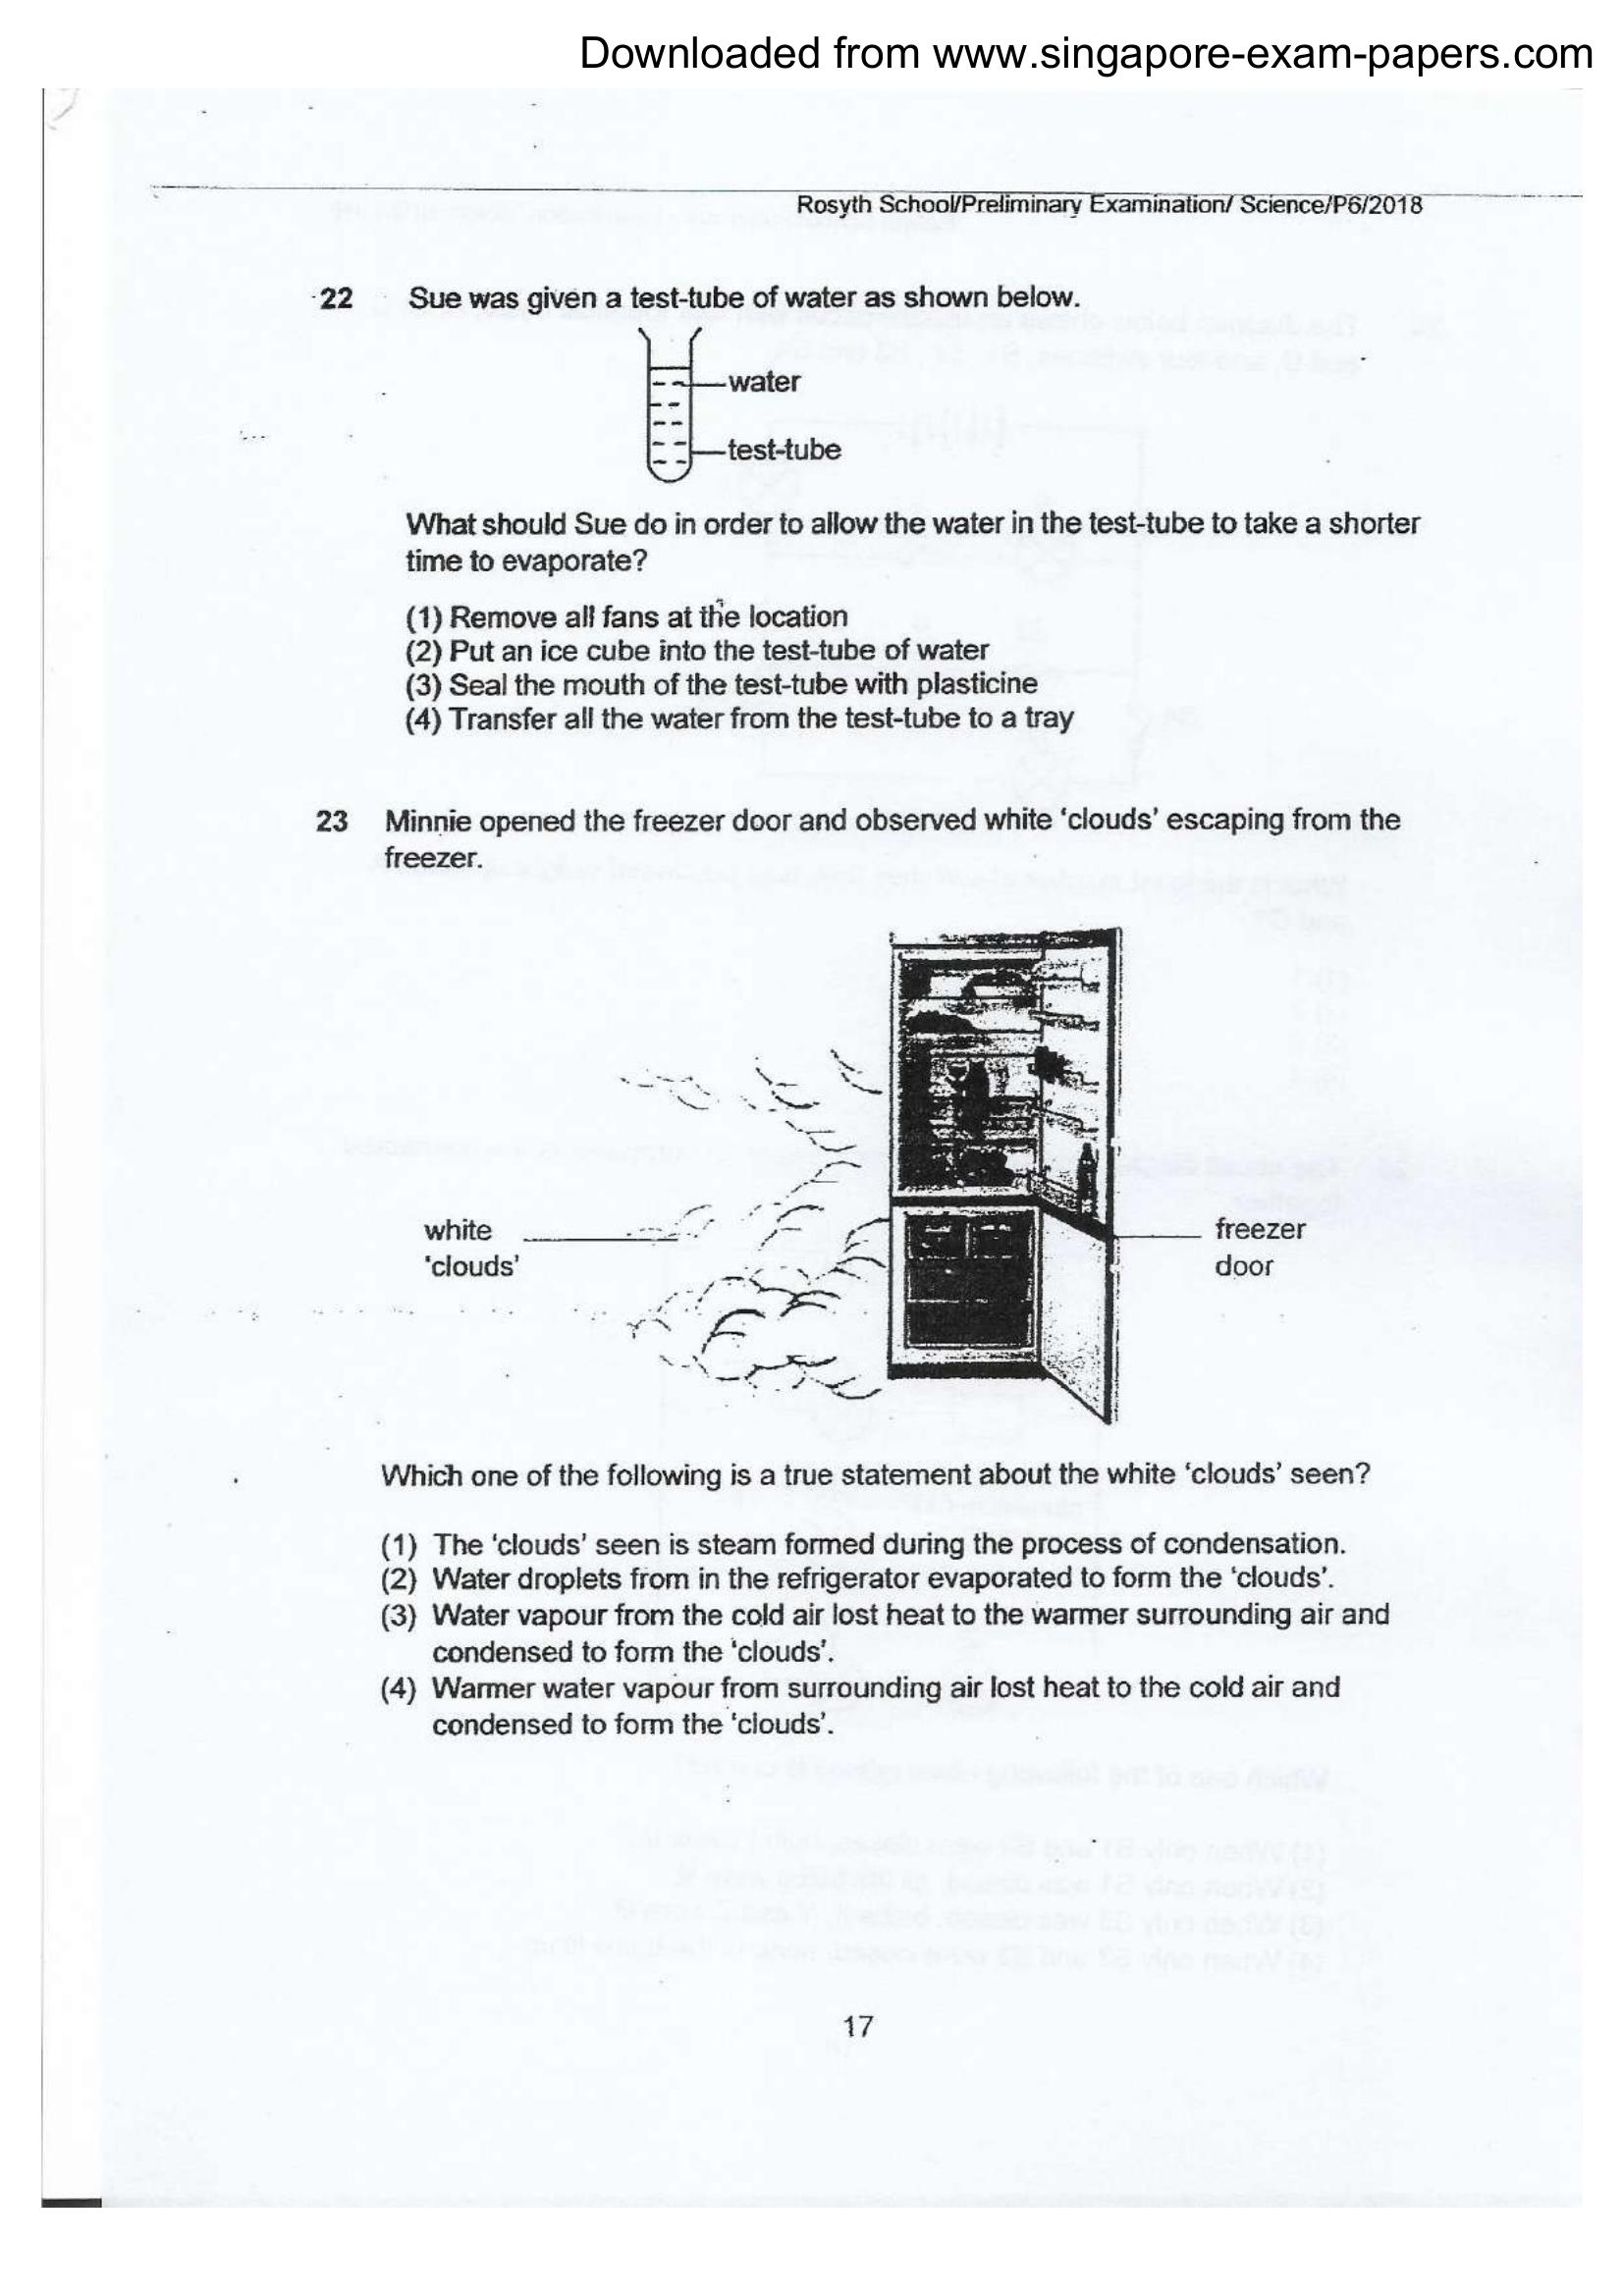 Downloaded from www.singapore-exam-papers.com
Rosyth School/Preliminary Examination/ Science/P6/2018
22 Sue was given a test-tube of water as shown below.
water
test-tube
What should Sue do in order to allow the water in the test-tube to take a shorter
time to evaporate?
(1) Remove all fans at the location
(2) Put an ice cube into the test-tube of water
(3) Seal the mouth of the test-tube with plasticine
(4) Transfer all the water from the test-tube to a tray
23 Minnie opened the freezer door and observed white ‘clouds’ escaping from the
freezer.
white
‘clouds’
freezer
door
Which one of the following is a true statement about the white ‘clouds’ seen?
(1) The ‘clouds’ seen is steam formed during the process of condensation.
(2) Water droplets from in the refrigerator evaporated to form the ‘clouds’.
(3) Water vapour from the cold air lost heat to the warmer surrounding air and
condensed to form the ‘clouds’.
(4) Warmer water vapour from surrounding air lost heat to the cold air and
condensed to form the ‘clouds’.
17